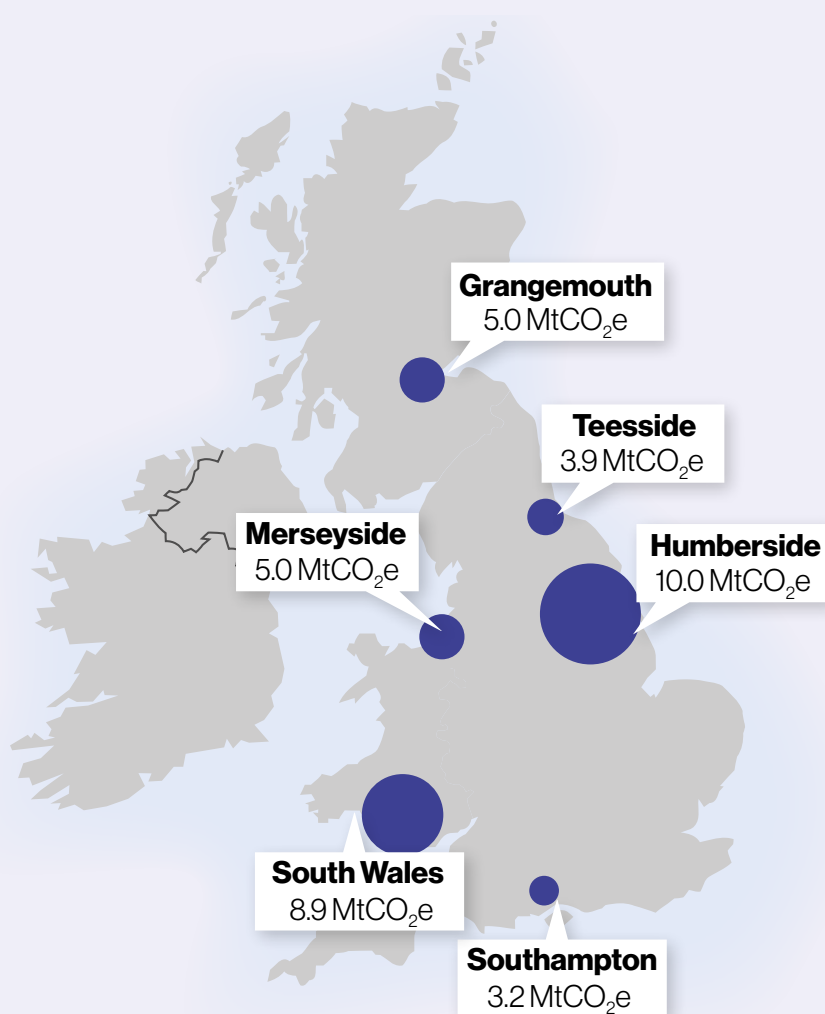 Grangemouth
5.0 MtCO₂e
Teesside
3.9 MtCO₂e
Merseyside
5.0 MtCO₂e
Humberside
10.0 MtCO₂e
South Wales
8.9 MtCO₂e
Southampton
3.2 MtCO₂e